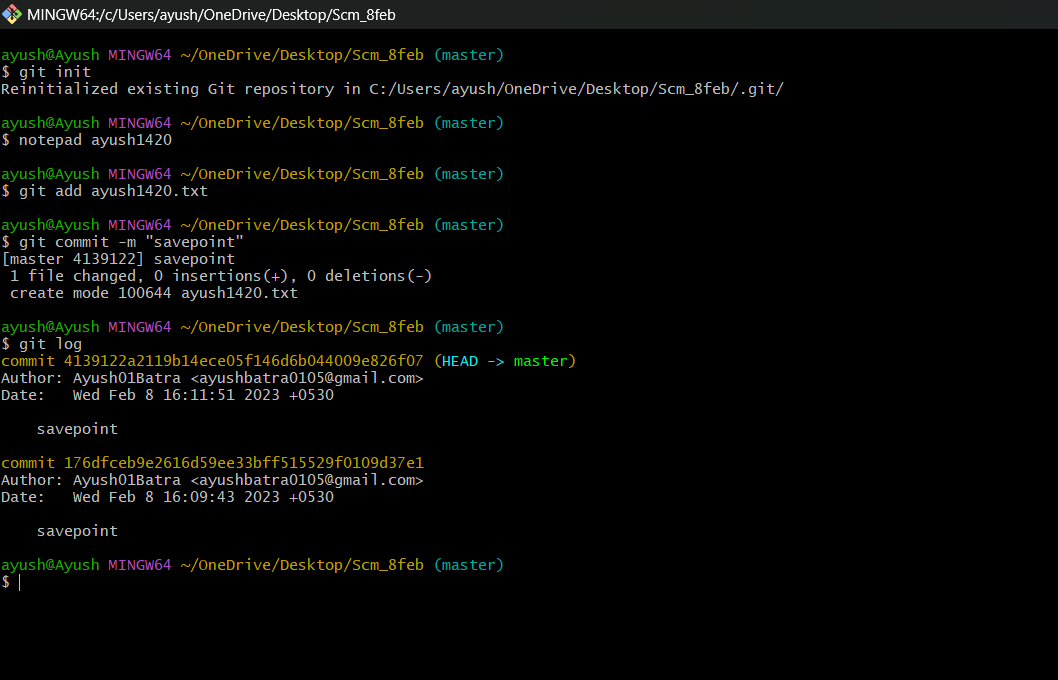 MINGW64:/c/Users/ayush/OneDrive/Desktop/Scm_8feb
ayush@Ayush MINGW64 ~/OneDrive/Desktop/Scm_8feb (master)
$ git init
Reinitialized existing Git repository in C:/Users/ayush/OneDrive/Desktop/Scm_8feb/.git/
ayush@Ayush MINGW64 ~/OneDrive/Desktop/Scm_8feb (master)
$ notepad ayush1420
ayush@Ayush MINGW64 ~/OneDrive/Desktop/Scm_8feb (master)
$ git add ayush1420.txt
ayush@Ayush MINGW64 ~/OneDrive/Desktop/Scm_8feb (master)
$ git commit -m "savepoint"
[master 4139122] savepoint
 1 file changed, 0 insertions(+), 0 deletions(-)
 create mode 100644 ayush1420.txt
ayush@Ayush MINGW64 ~/OneDrive/Desktop/Scm_8feb (master)
$ git log
commit 4139122a2119b14ece05f146d6b044009e826f07 (HEAD -> master)
Author: Ayush01Batra <ayushbatra0105@gmail.com>
Date:   Wed Feb 8 16:11:51 2023 +0530
    savepoint
commit 176dfceb9e2616d59ee33bff515529f0109d37e1
Author: Ayush01Batra <ayushbatra0105@gmail.com>
Date:   Wed Feb 8 16:09:43 2023 +0530
    savepoint
ayush@Ayush MINGW64 ~/OneDrive/Desktop/Scm_8feb (master)
$